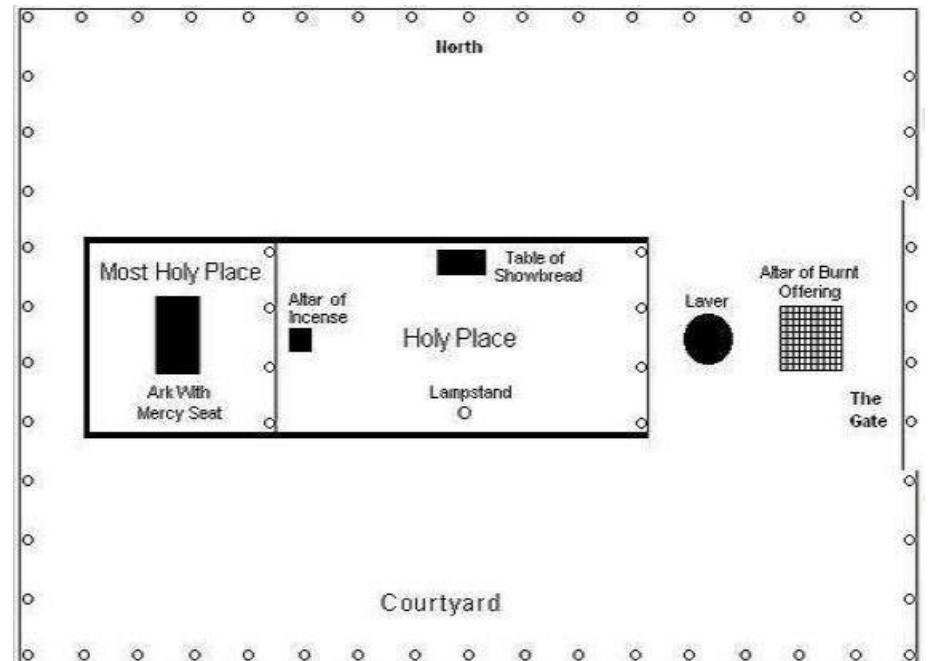 North
Most Holy Place
Ark With
Mercy Seat
Altar of
Incense
Table of
Showbread
Holy Place
Lampstand
Laver
Altar of Burnt
Offering
The
Gate
Courtyard